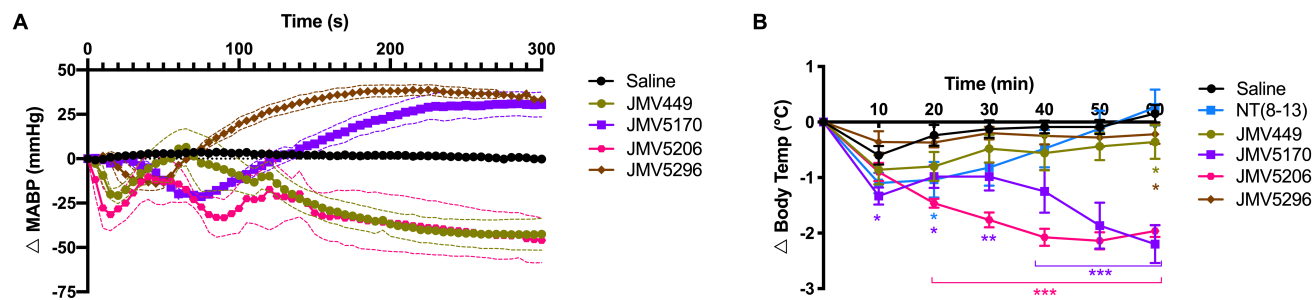 A
Time (s)
0 100 200 300
50
25
0
-25
-50
-75
△ MABP (mmHg)
Saline
JMV449
JMV5170
JMV5206
JMV5296
B
Time (min)
10 20 30 40 50 60
1
0
-1
-2
-3
△ Body Temp (°C)
*
*
*
**
***
***
*
*
Saline
NT(8-13)
JMV449
JMV5170
JMV5206
JMV5296